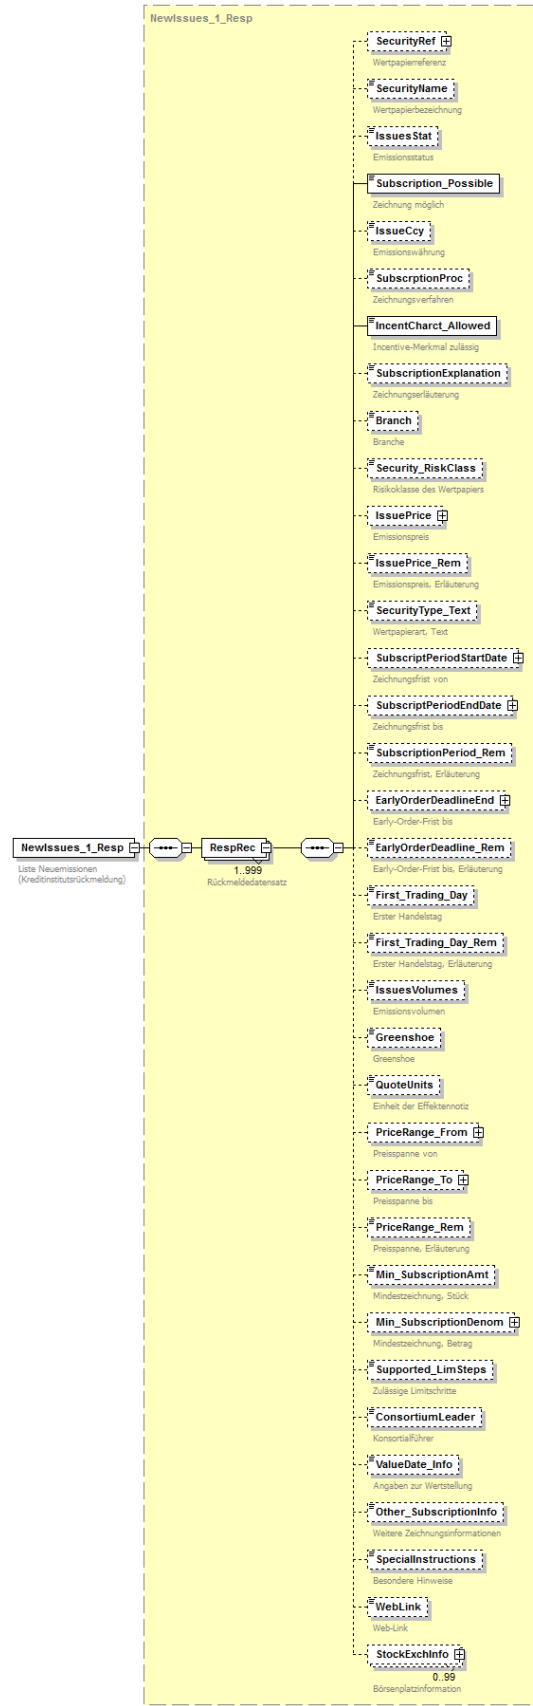 NewIssues_1_Resp
SecurityRef
Wertpapierreferenz
SecurityName
Wertpapierbezeichnung
IssuesStat
Emissionsstatus
Subscription_Possible
Zeichnung möglich
IssueCcy
Emissionswährung
SubscrptionProc
Zeichnungsverfahren
IncentCharct_Allowed
Incentive-Merkmal zulässig
SubscriptionExplanation
Zeichnungserläuterung
Branch
Branche
Security_RiskClass
Risikoklasse des Wertpapiers
IssuePrice
Emissionspreis
IssuePrice_Rem
Emissionspreis, Erläuterung
SecurityType_Text
Wertpapierart, Text
SubscriptPeriodStartDate
Zeichnungsfrist von
SubscriptPeriodEndDate
Zeichnungsfrist bis
SubscriptionPeriod_Rem
Zeichnungsfrist, Erläuterung
EarlyOrderDeadlineEnd
Early-Order-Frist bis
NewIssues_1_Resp
Liste Neuemissionen
(Kreditinstitutsrückmeldung)
RespRec
1..999
Rückmeldedatensatz
EarlyOrderDeadline_Rem
Early-Order-Frist bis, Erläuterung
First_Trading_Day
Erster Handelstag
First_Trading_Day_Rem
Erster Handelstag, Erläuterung
IssuesVolumes
Emissionsvolumen
Greenshoe
Greenshoe
QuoteUnits
Einheit der Effektennotiz
PriceRange_From
Preisspanne von
PriceRange_To
Preisspanne bis
PriceRange_Rem
Preisspanne, Erläuterung
Min_SubscriptionAmt
Mindestzeichnung, Stück
Min_SubscriptionDenom
Mindestzeichnung, Betrag
Supported_LimSteps
Zulässige Limitschritte
ConsortiumLeader
Konsortialführer
ValueDate_Info
Angaben zur Wertstellung
Other_SubscriptionInfo
Weitere Zeichnungsinformationen
SpecialInstructions
Besondere Hinweise
WebLink
Web-Link
StockExchInfo
0..99
Börsenplatzinformation